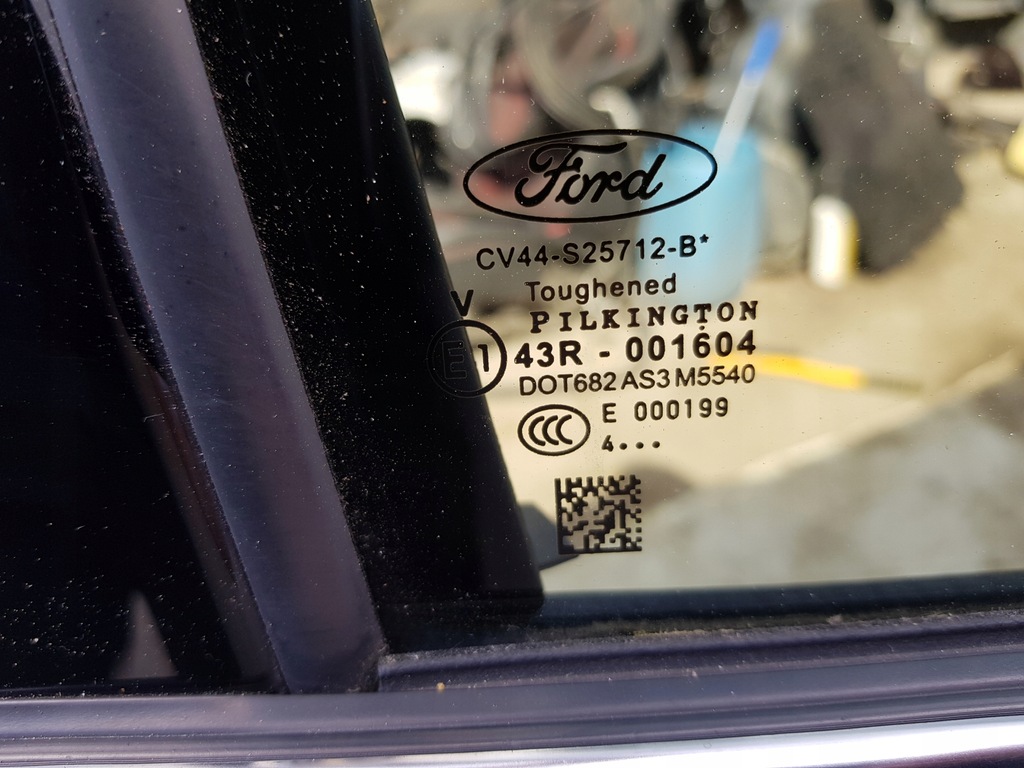 Ford
CV44-S25712-B*
Toughened
V
PILKINGTON
E1 43R - 001604
DOT682 AS3 M5540
CCC E 000199
4...